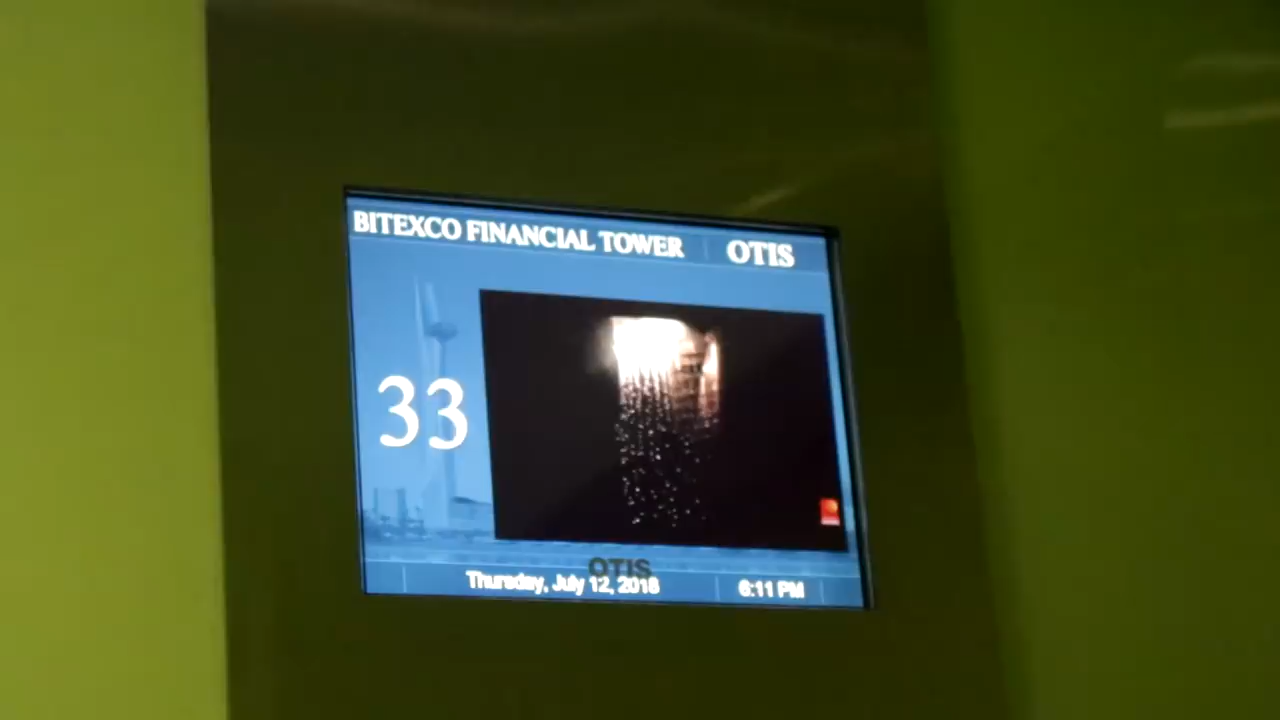 BITEXCO FINANCIAL TOWER OTIS
33
OTIS
Thursday, July 12, 2018 6:11 PM